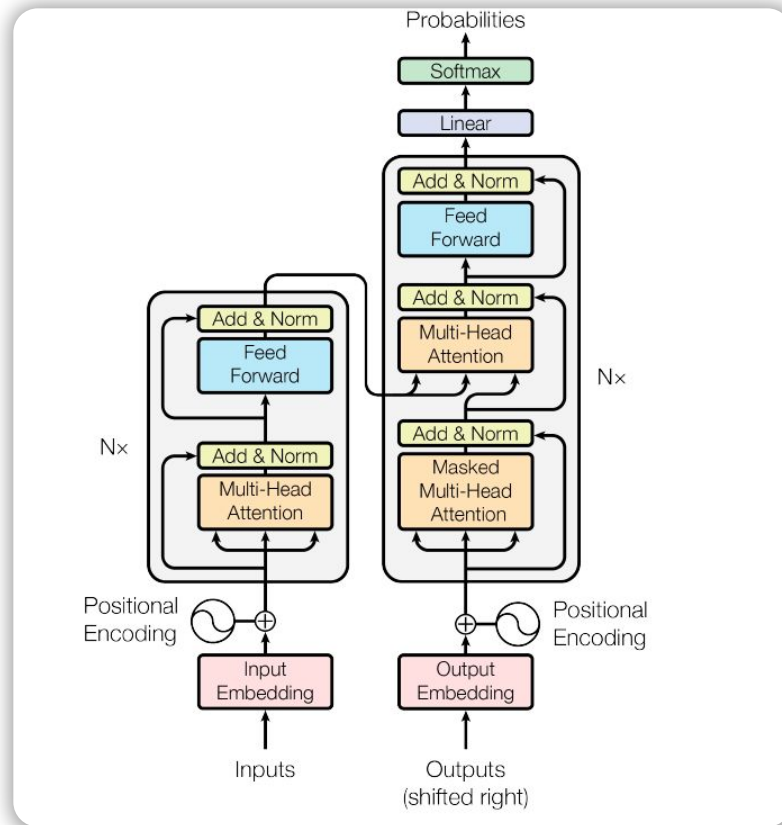 Probabilities
Softmax
Linear
Add & Norm
Feed
Forward
Add & Norm
Multi-Head
Attention
Nx
Add & Norm
Masked
Multi-Head
Attention
Add & Norm
Feed
Forward
Nx
Add & Norm
Multi-Head
Attention
Positional
Encoding
Positional
Encoding
Input
Embedding
Output
Embedding
Inputs
Outputs
(shifted right)